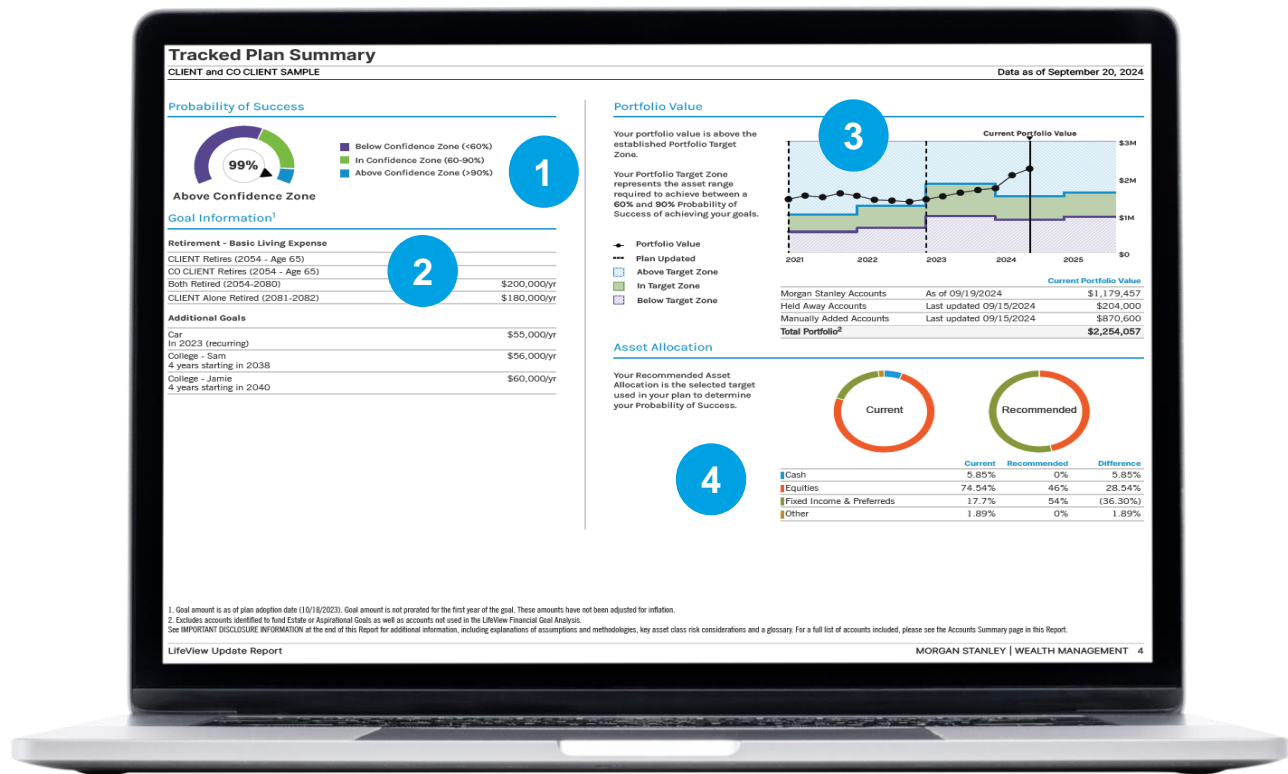 Tracked Plan Summary
CLIENT and CO CLIENT SAMPLE
Data as of September 20, 2024
Probability of Success
99%
Above Confidence Zone
Below Confidence Zone (<60%)
In Confidence Zone (60-90%)
Above Confidence Zone (>90%)
1
Goal Information1
Retirement - Basic Living Expense
CLIENT Retires (2054 - Age 65)
CO CLIENT Retires (2054 - Age 65)
Both Retired (2054-2080) $200,000/yr
CLIENT Alone Retired (2081-2082) $180,000/yr
2
Additional Goals
Car $55,000/yr
In 2023 (recurring)
College - Sam $56,000/yr
4 years starting in 2038
College - Jamie $60,000/yr
4 years starting in 2040
Portfolio Value
Your portfolio value is above the
established Portfolio Target
Zone.
Your Portfolio Target Zone
represents the asset range
required to achieve between a
60% and 90% Probability of
Success of achieving your goals.
Portfolio Value
Plan Updated
Above Target Zone
In Target Zone
Below Target Zone
3
Current Portfolio Value
$3M
$2M
$1M
$0
2021 2022 2023 2024 2025
Current Portfolio Value
Morgan Stanley Accounts As of 09/19/2024 $1,179,457
Held Away Accounts Last updated 09/15/2024 $204,000
Manually Added Accounts Last updated 09/15/2024 $870,600
Total Portfolio2 $2,254,057
Asset Allocation
Your Recommended Asset
Allocation is the selected target
used in your plan to determine
your Probability of Success.
4
Current
Recommended
Current Recommended Difference
Cash 5.85% 0% 5.85%
Equities 74.54% 46% 28.54%
Fixed Income & Preferreds 17.7% 54% (36.30%)
Other 1.89% 0% 1.89%
1. Goal amount is as of plan adoption date (10/18/2023). Goal amount is not prorated for the first year of the goal. These amounts have not been adjusted for inflation.
2. Excludes accounts identified to fund Estate or Aspirational Goals as well as accounts not used in the LifeView Financial Goal Analysis.
See IMPORTANT DISCLOSURE INFORMATION at the end of this Report for additional information, including explanations of assumptions and methodologies, key asset class risk considerations and a glossary. For a full list of accounts included, please see the Accounts Summary page in this Report.
LifeView Update Report
MORGAN STANLEY | WEALTH MANAGEMENT 4